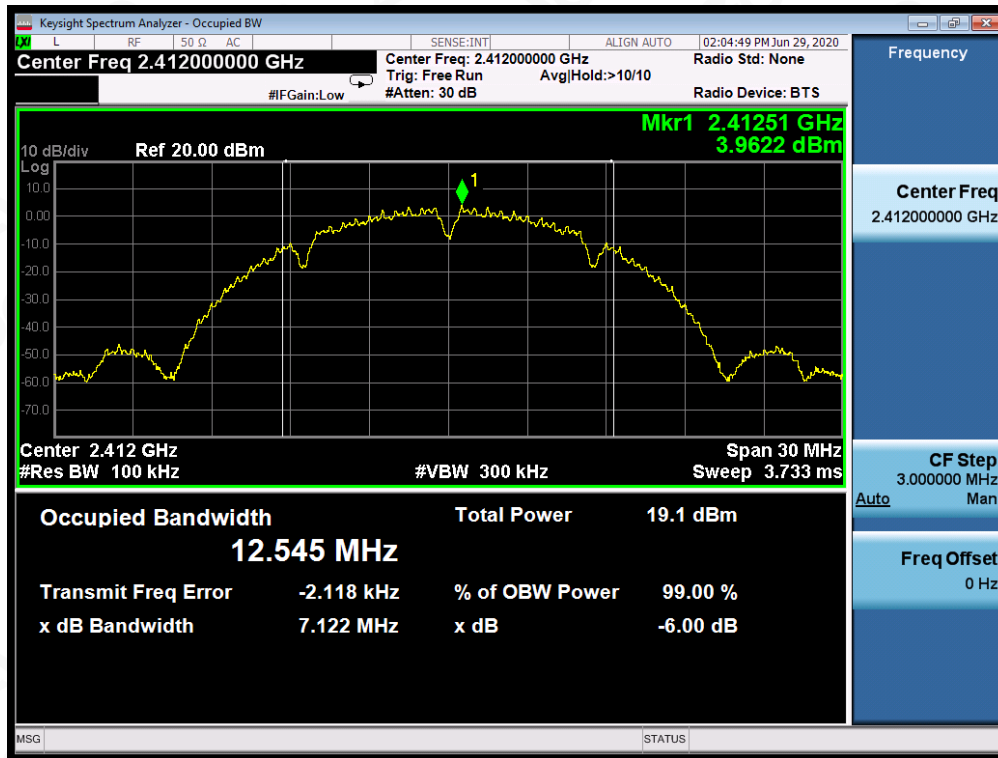 Keysight Spectrum Analyzer - Occupied BW
LXI L RF 50 Ω AC SENSE:INT ALIGN AUTO 02:04:49 PM Jun 29, 2020
Center Freq 2.412000000 GHz
Center Freq: 2.412000000 GHz Radio Std: None
Trig: Free Run Avg|Hold:>10/10
#IFGain:Low #Atten: 30 dB Radio Device: BTS
Mkr1 2.41251 GHz
3.9622 dBm
10 dB/div Ref 20.00 dBm
Log
10.0
1
0.00
-10.0
-20.0
-30.0
-40.0
-50.0
-60.0
-70.0
Center 2.412 GHz Span 30 MHz
#Res BW 100 kHz #VBW 300 kHz Sweep 3.733 ms
Occupied Bandwidth Total Power 19.1 dBm
12.545 MHz
Transmit Freq Error -2.118 kHz % of OBW Power 99.00 %
x dB Bandwidth 7.122 MHz x dB -6.00 dB
MSG STATUS
Frequency
Center Freq
2.412000000 GHz
CF Step
3.000000 MHz
Auto Man
Freq Offset
0 Hz